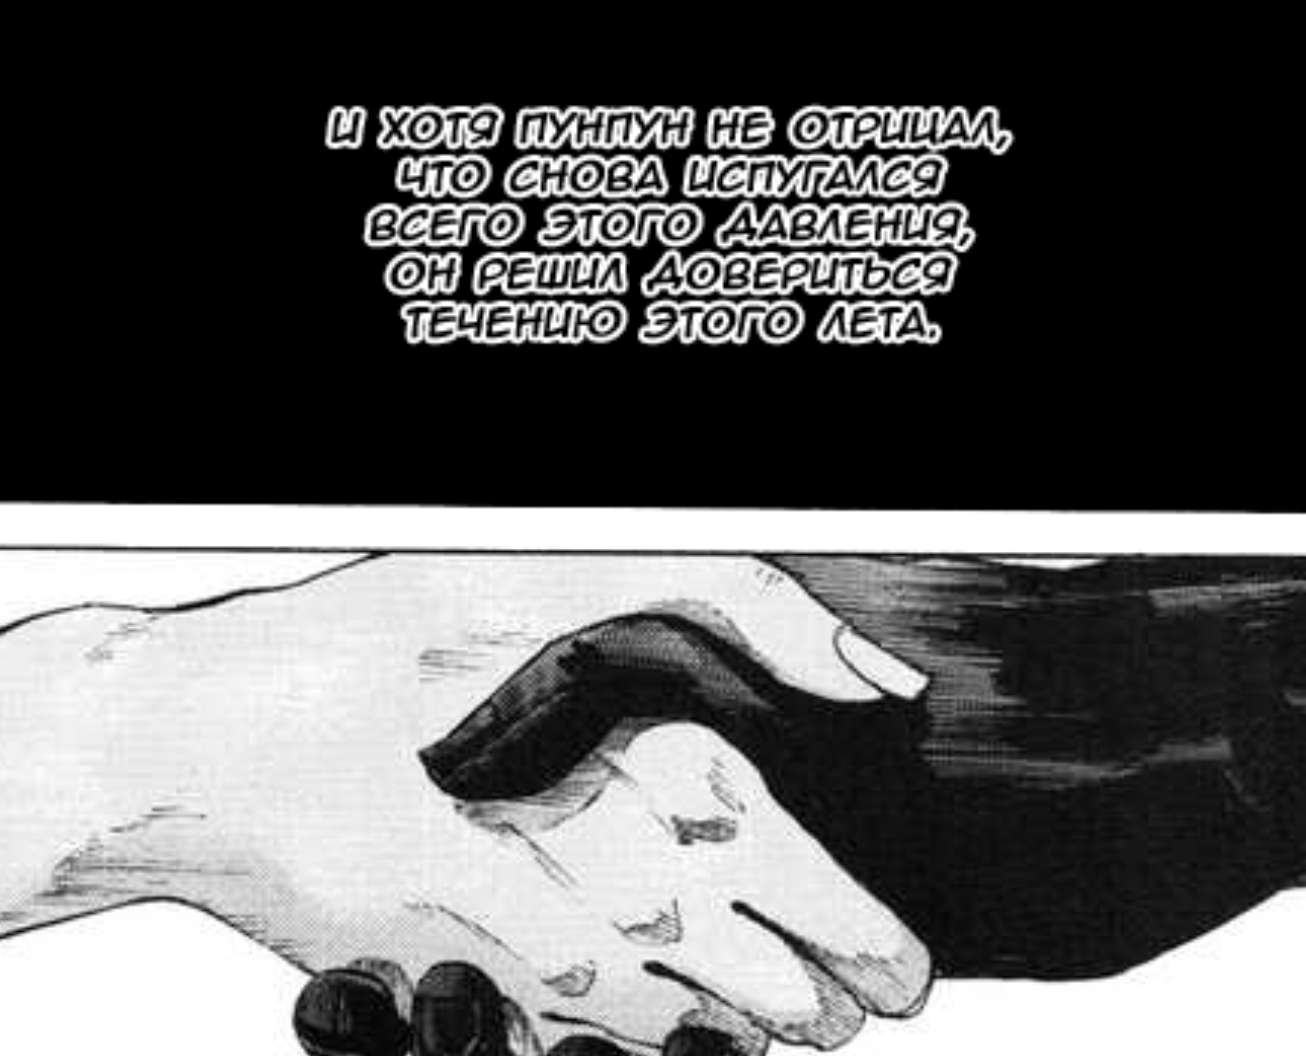 И ХОТЯ ПУНПУН НЕ ОТРИЦАЛ,
ЧТО СНОВА ИСПУГАЛСЯ
ВСЕГО ЭТОГО ДАВЛЕНИЯ,
ОН РЕШИЛ ДОВЕРИТЬСЯ
ТЕЧЕНИЮ ЭТОГО ЛЕТА.